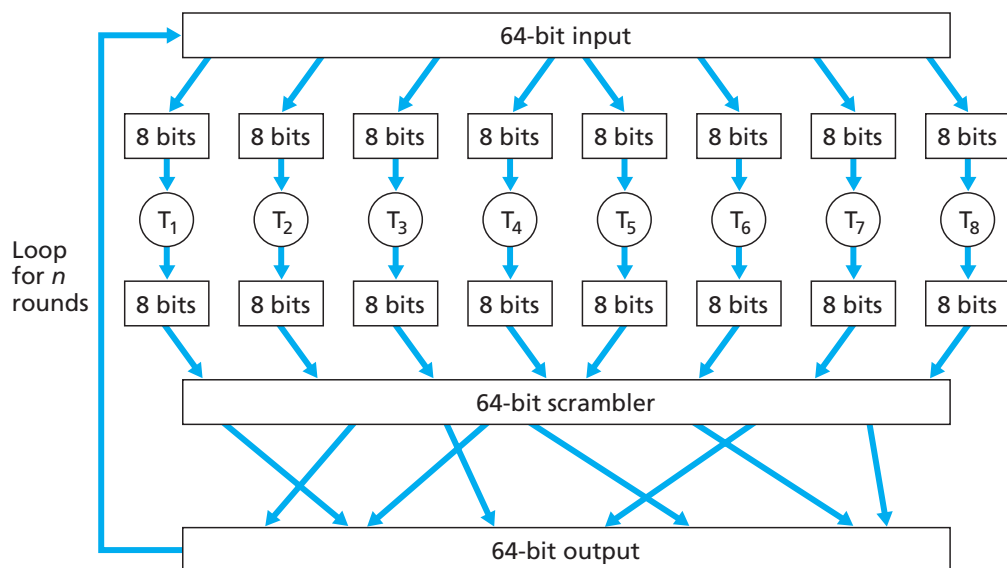 64-bit input
8 bits 8 bits 8 bits 8 bits 8 bits 8 bits 8 bits 8 bits
T1 T2 T3 T4 T5 T6 T7 T8
Loop
for n
rounds
8 bits 8 bits 8 bits 8 bits 8 bits 8 bits 8 bits 8 bits
64-bit scrambler
64-bit output